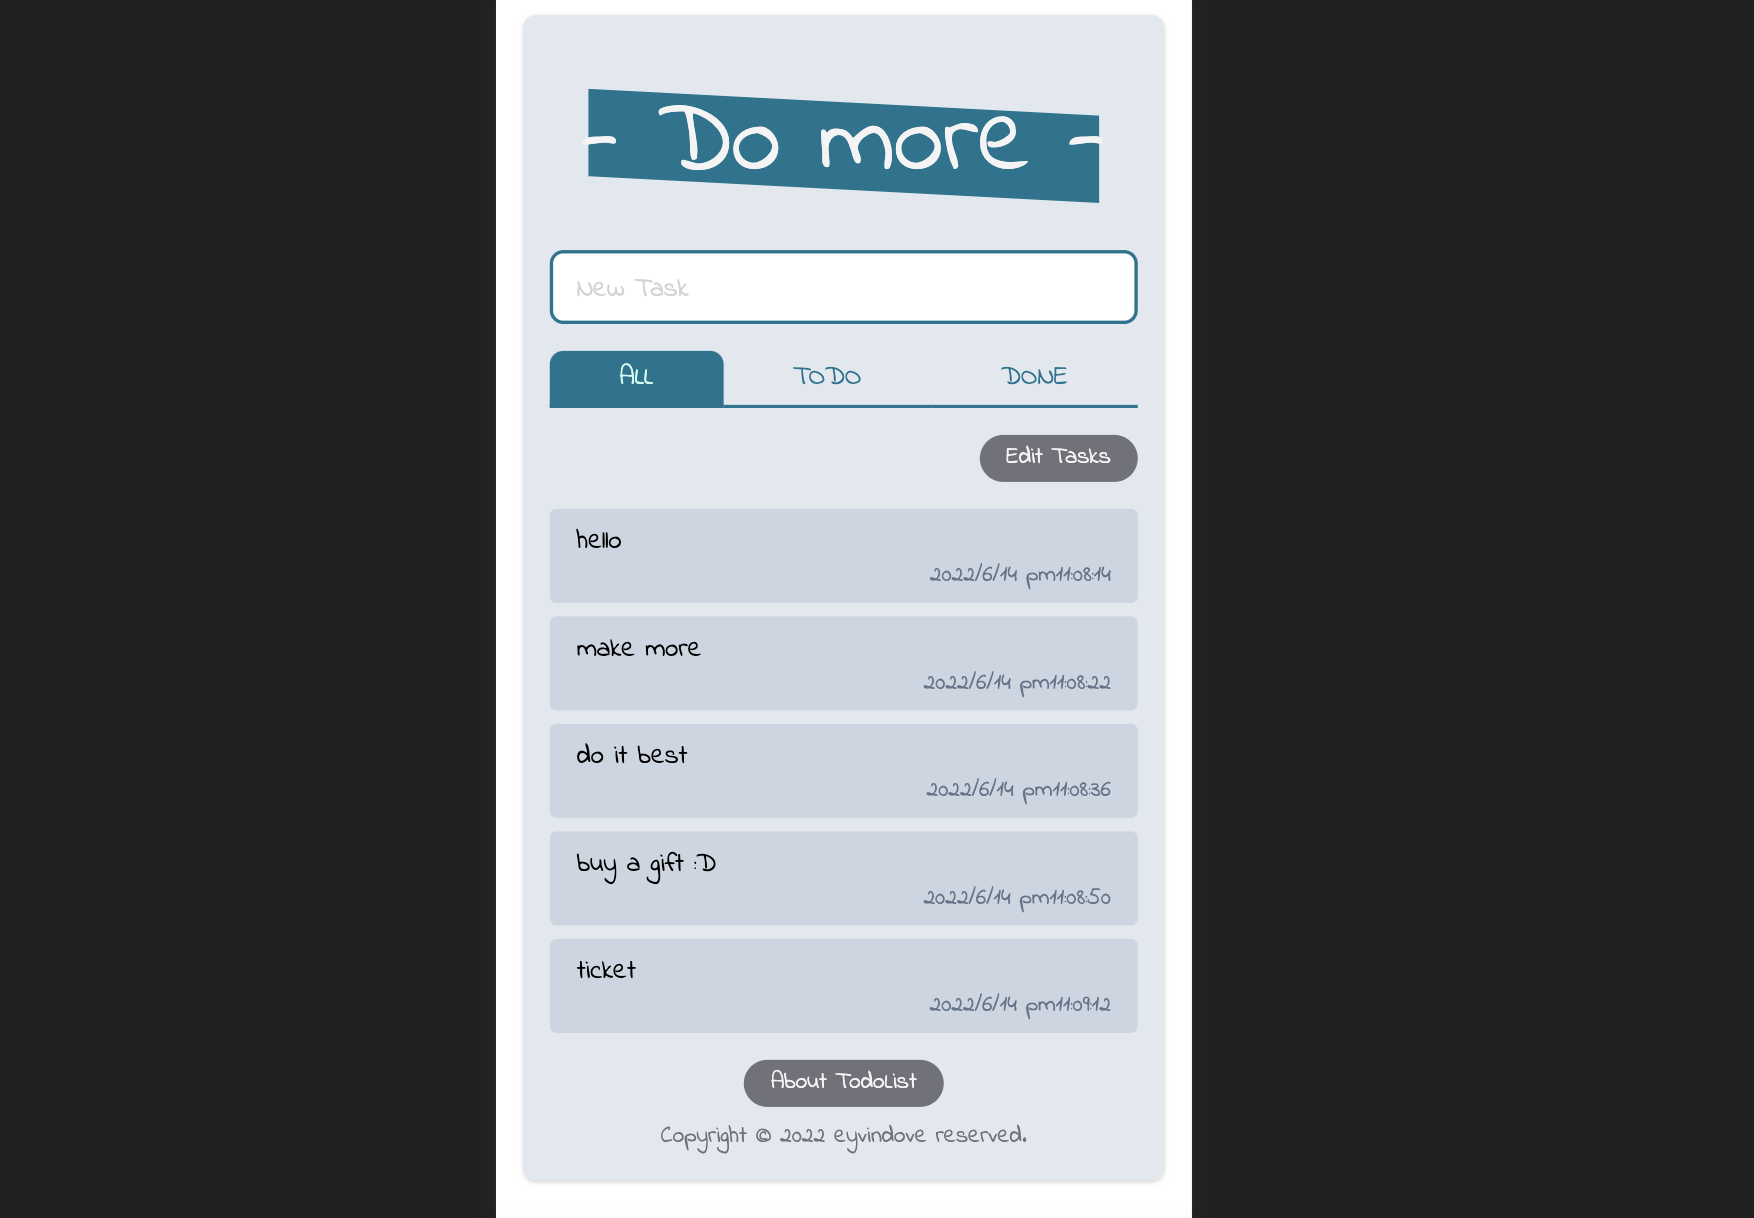 - Do more -
New Task
ALL TODO DONE
Edit Tasks
hello
2022/6/14 pm11:08:14
make more
2022/6/14 pm11:08:22
do it best
2022/6/14 pm11:08:36
buy a gift :D
2022/6/14 pm11:08:50
ticket
2022/6/14 pm11:09:12
About TodoList
Copyright © 2022 eyvindove reserved.